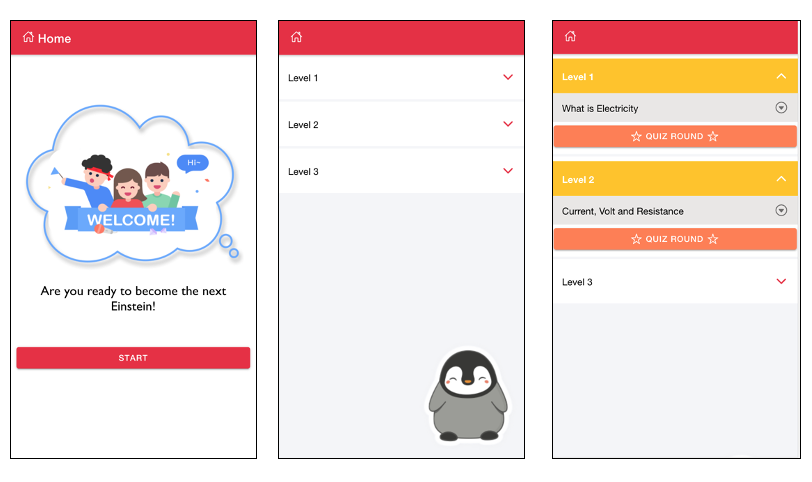 Home
HI~
WELCOME!
Are you ready to become the next
Einstein!
START
Level 1
Level 2
Level 3
Level 1
What is Electricity
QUIZ ROUND
Level 2
Current, Volt and Resistance
QUIZ ROUND
Level 3